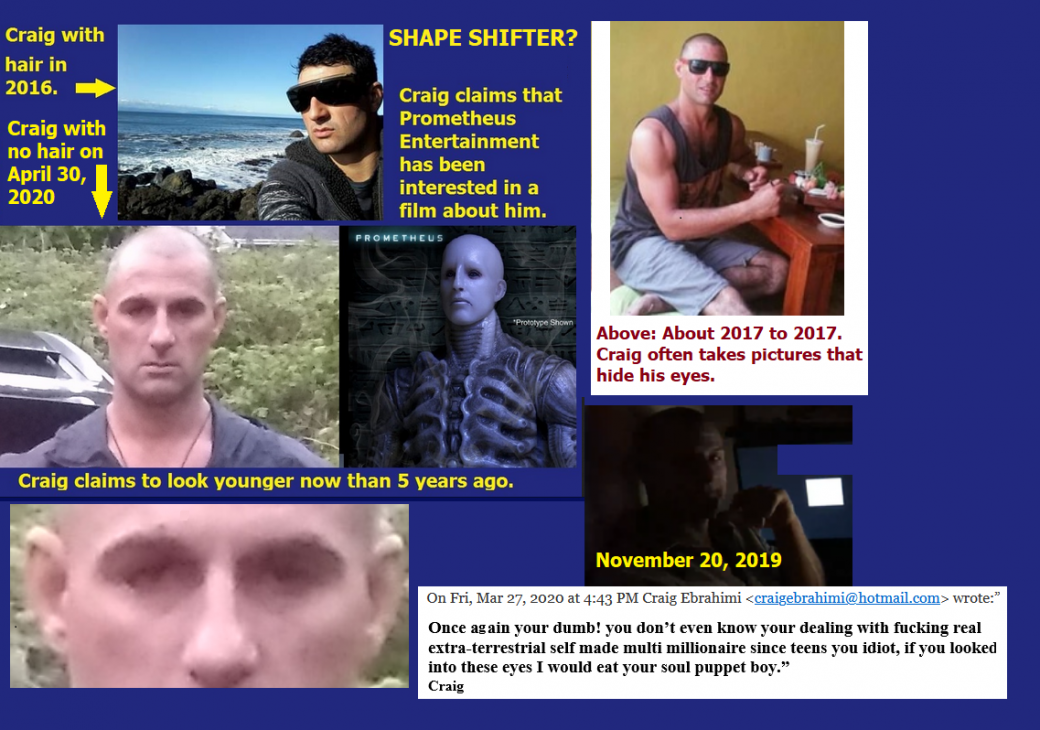 Craig with
hair in
2016.
Craig with
no hair on
April 30,
2020
SHAPE SHIFTER?
Craig claims that
Prometheus
Entertainment
has been
interested in a
film about him.
PROMETHEUS
*Prototype Shown
Above: About 2017 to 2017.
Craig often takes pictures that
hide his eyes.
Craig claims to look younger now than 5 years ago.
November 20, 2019
On Fri, Mar 27, 2020 at 4:43 PM Craig Ebrahimi <craigebrahimi@hotmail.com> wrote:”
Once again your dumb! you don’t even know your dealing with fucking real
extra-terrestrial self made multi millionaire since teens you idiot, if you looked
into these eyes I would eat your soul puppet boy.”
Craig